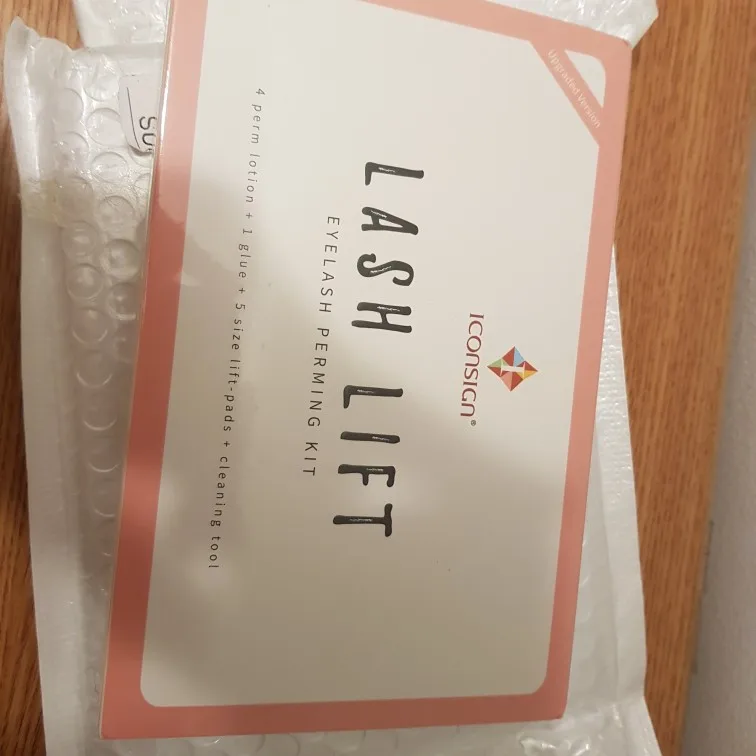 Upgraded Version
ICONSIGN®
LASH LIFT
EYELASH PERMING KIT
4 perm lotion + 1 glue + 5 size lift-pads + cleaning tool